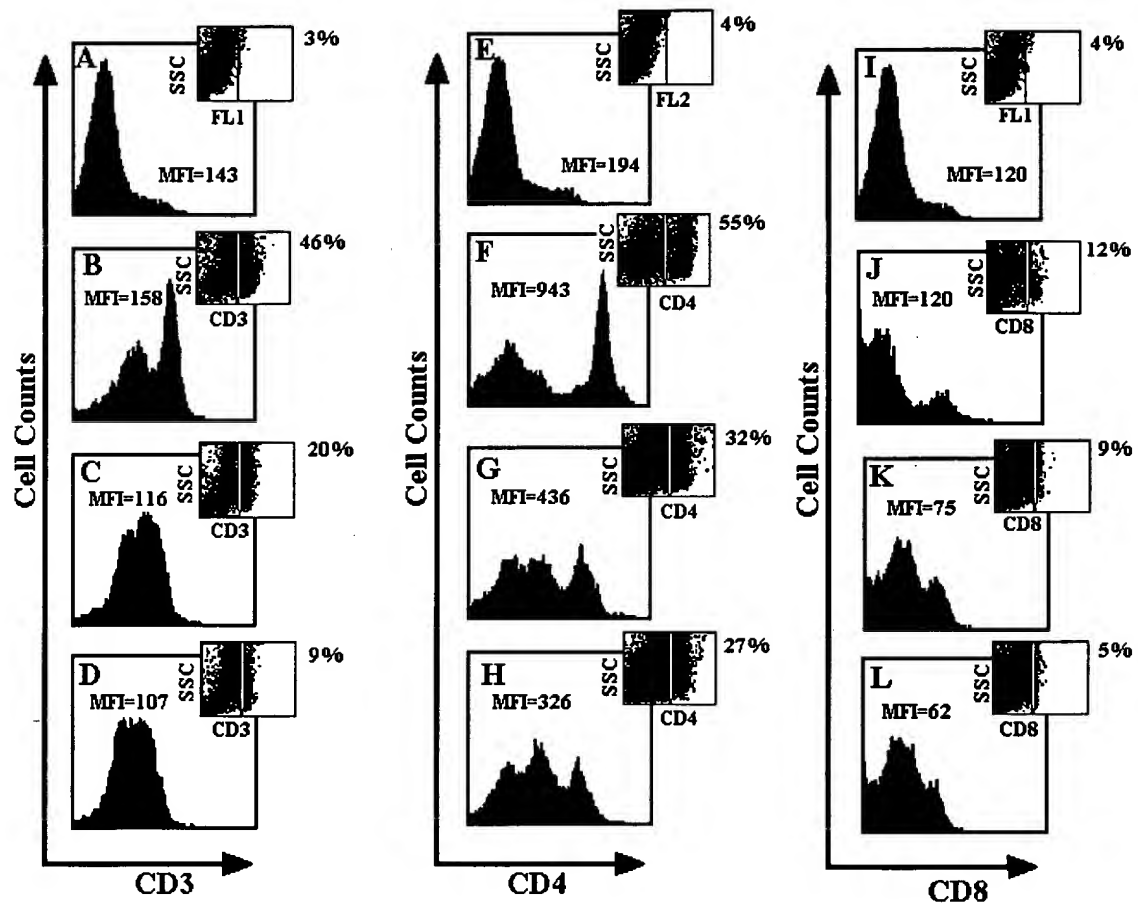 A
3%
SSC
FL1
MFI=143
B
46%
SSC
MFI=158
CD3
C
20%
SSC
MFI=116
CD3
D
9%
SSC
MFI=107
CD3
Cell Counts
CD3
E
4%
SSC
FL2
MFI=194
F
55%
SSC
MFI=943
CD4
G
32%
SSC
MFI=436
CD4
H
27%
SSC
MFI=326
CD4
Cell Counts
CD4
I
4%
SSC
FL1
MFI=120
J
12%
SSC
MFI=120
CD8
K
9%
SSC
MFI=75
CD8
L
5%
SSC
MFI=62
CD8
Cell Counts
CD8